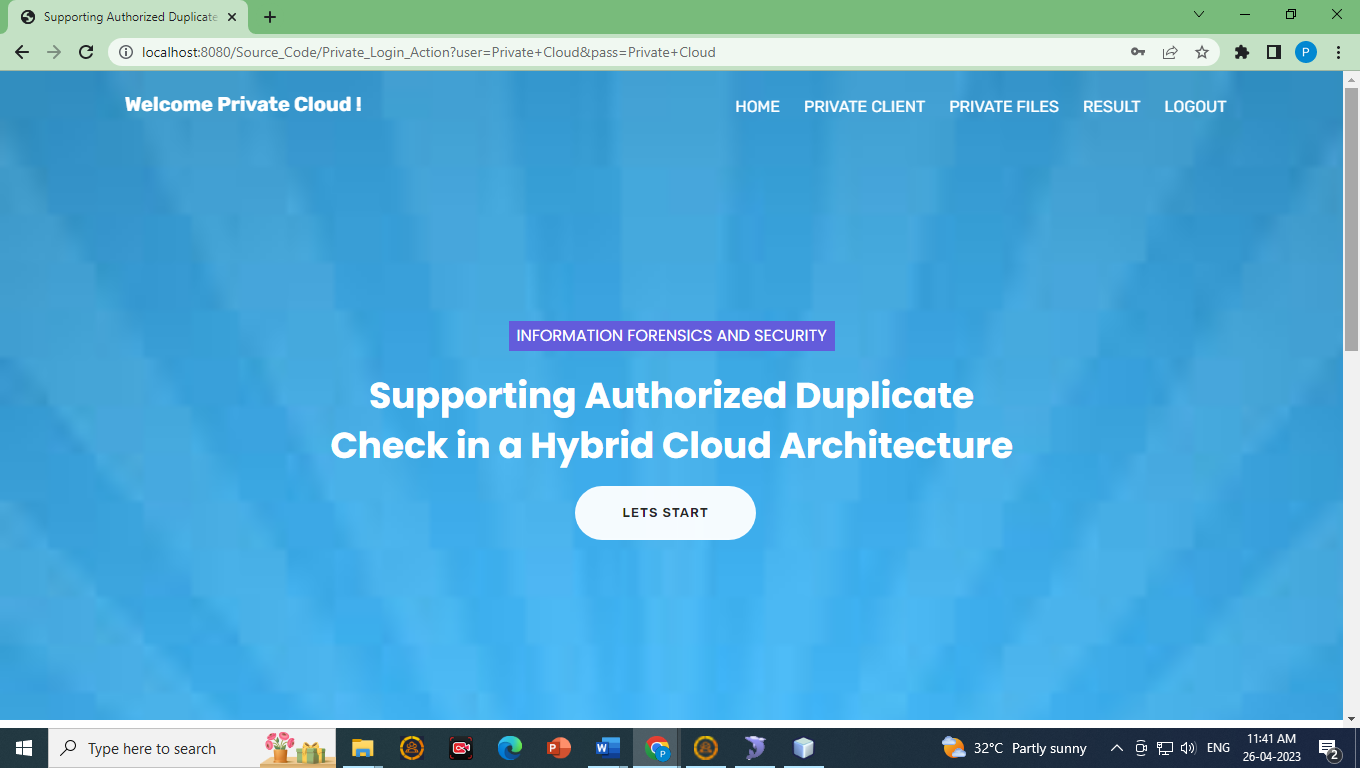 Supporting Authorized Duplicate
localhost:8080/Source_Code/Private_Login_Action?user=Private+Cloud&pass=Private+Cloud
P
Welcome Private Cloud !
HOME PRIVATE CLIENT PRIVATE FILES RESULT LOGOUT
INFORMATION FORENSICS AND SECURITY
Supporting Authorized Duplicate
Check in a Hybrid Cloud Architecture
LETS START
Type here to search
32°C Partly sunny
ENG
11:41 AM
26-04-2023
2